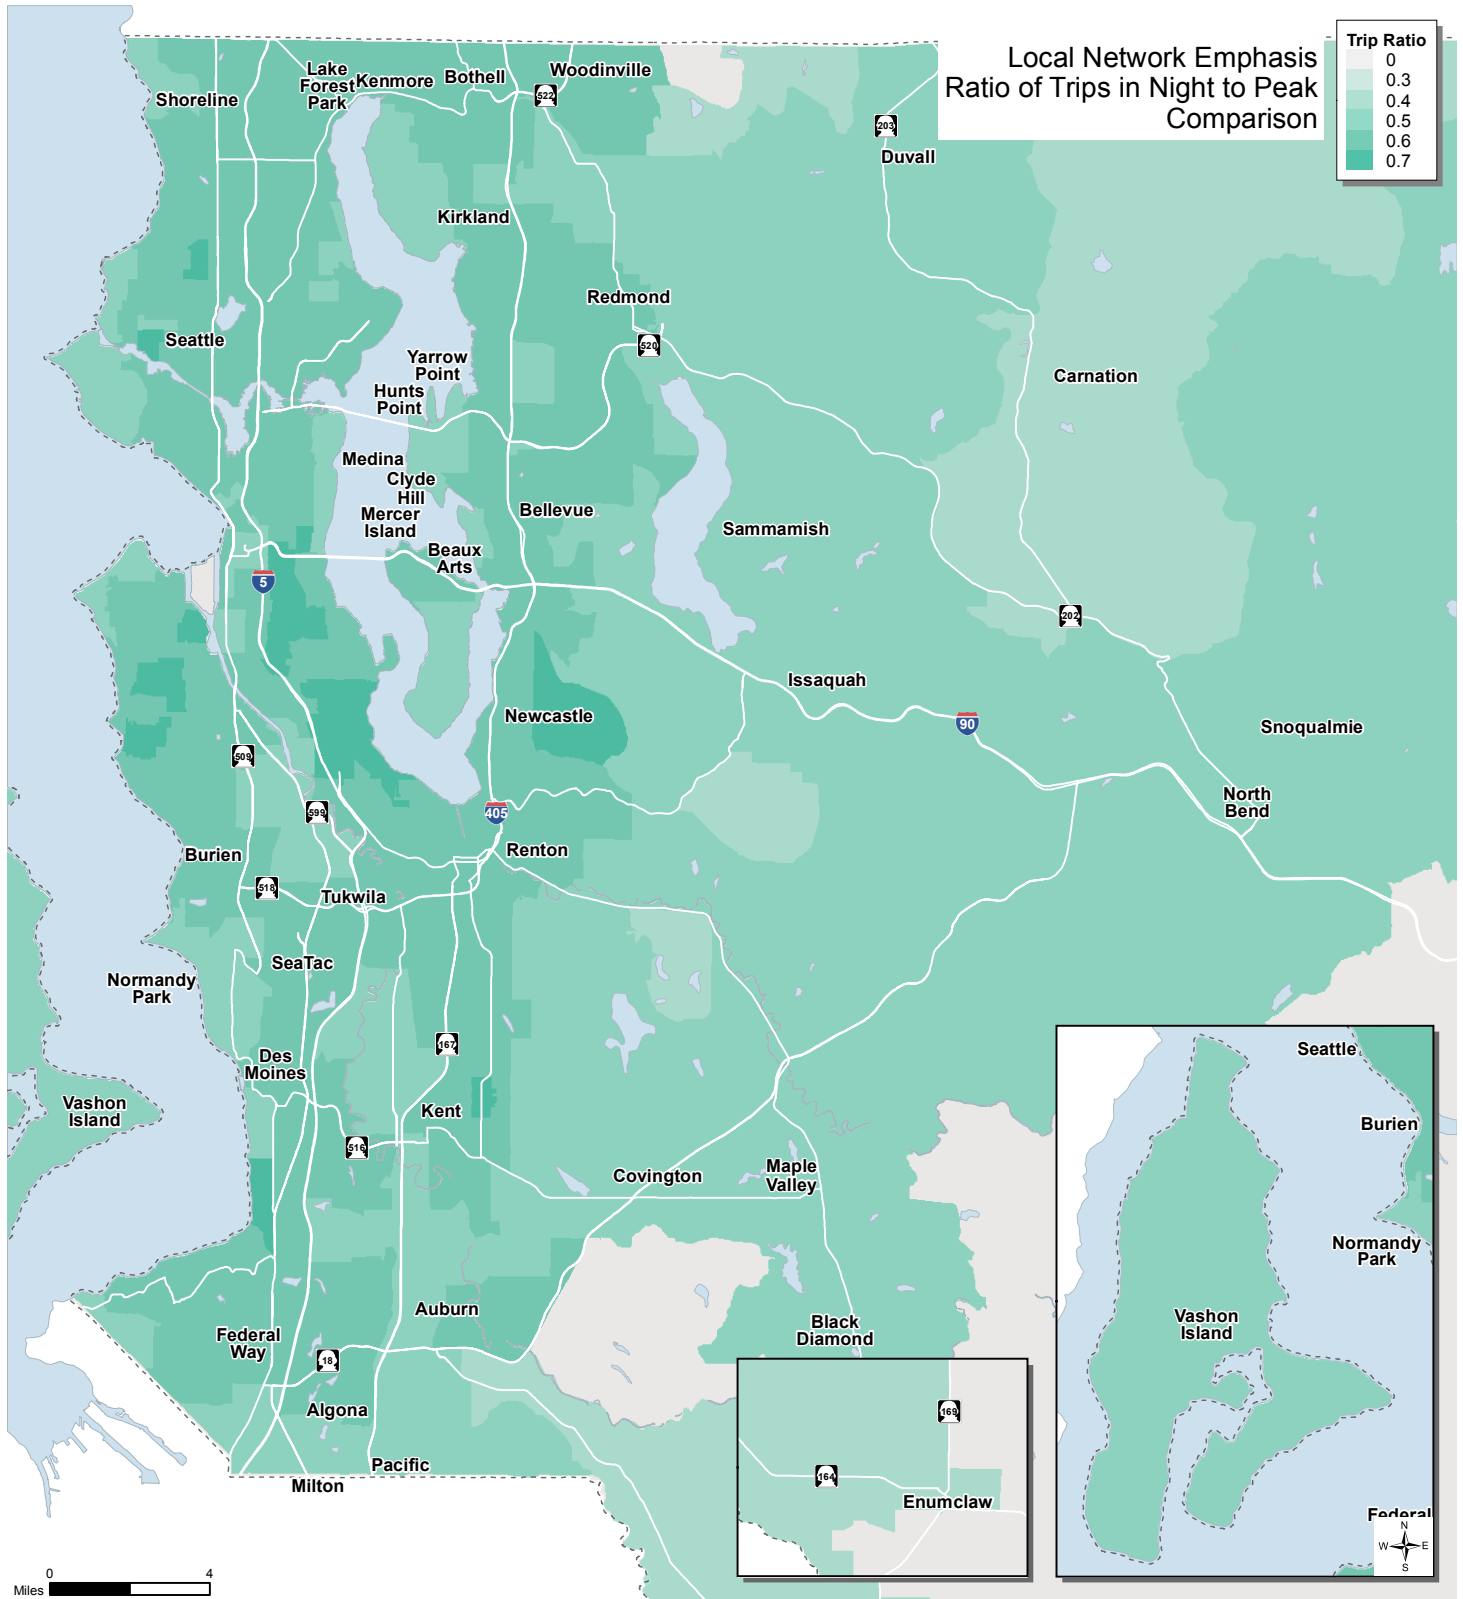 Local Network Emphasis
Ratio of Trips in Night to Peak
Comparison
Trip Ratio
0
0.3
0.4
0.5
0.6
0.7
Shoreline
Lake
Forest
Park
Kenmore
Bothell
Woodinville
522
203
Duvall
Kirkland
Redmond
520
Seattle
Yarrow
Point
Hunts
Point
Carnation
Medina
Clyde
Hill
Mercer
Island
Beaux
Arts
Bellevue
Sammamish
5
202
Issaquah
Newcastle
90
Snoqualmie
509
599
405
North
Bend
Burien
Renton
518
Tukwila
SeaTac
Normandy
Park
167
Des
Moines
Vashon
Island
Kent
516
Covington
Maple
Valley
Auburn
Federal
Way
18
Black
Diamond
Algona
Pacific
Milton
169
164
Enumclaw
Seattle
Burien
Normandy
Park
Vashon
Island
Federal
N
W E
S
0 4
Miles